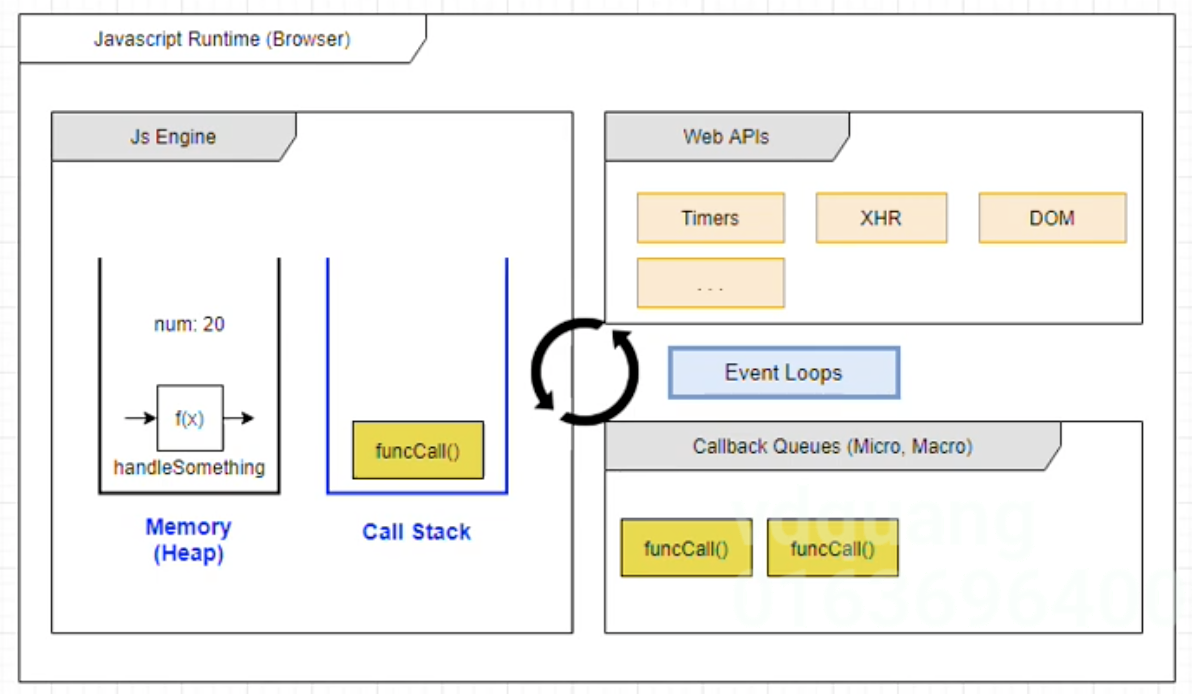 Javascript Runtime (Browser)
Js Engine
num: 20
f(x)
handleSomething
Memory
(Heap)
funcCall()
Call Stack
Web APIs
Timers
XHR
DOM
. . .
Event Loops
Callback Queues (Micro, Macro)
funcCall()
funcCall()
vdquang